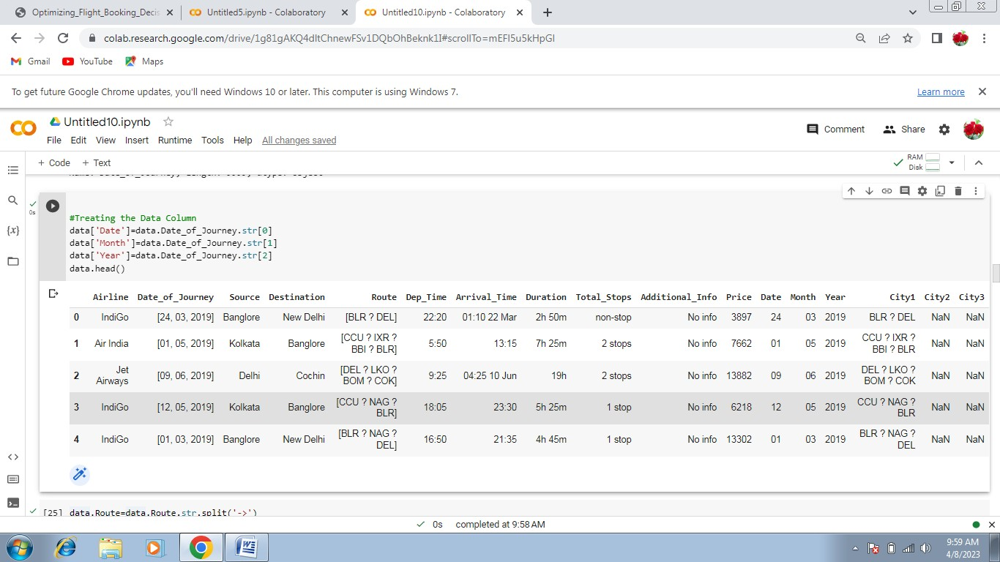 Optimizing_Flight_Booking_Decis
Untitled5.ipynb - Colaboratory
Untitled10.ipynb - Colaboratory
colab.research.google.com/drive/1g81gAKQ4dltChnewFSv1DQbOhBeknk1I#scrollTo=mEFI5u5kHpGl
Gmail YouTube Maps
To get future Google Chrome updates, you'll need Windows 10 or later. This computer is using Windows 7. Learn more
Untitled10.ipynb
Comment Share
File Edit View Insert Runtime Tools Help All changes saved
+ Code + Text
RAM
Disk
0s
#Treating the Data Column
data['Date']=data.Date_of_Journey.str[0]
data['Month']=data.Date_of_Journey.str[1]
data['Year']=data.Date_of_Journey.str[2]
data.head()
Airline Date_of_Journey Source Destination Route Dep_Time Arrival_Time Duration Total_Stops Additional_Info Price Date Month Year City1 City2 City3
0 IndiGo [24, 03, 2019] Banglore New Delhi [BLR ? DEL] 22:20 01:10 22 Mar 2h 50m non-stop No info 3897 24 03 2019 BLR ? DEL NaN NaN
1 Air India [01, 05, 2019] Kolkata Banglore [CCU ? IXR ? BBI ? BLR] 5:50 13:15 7h 25m 2 stops No info 7662 01 05 2019 CCU ? IXR ? BBI ? BLR NaN NaN
2 Jet Airways [09, 06, 2019] Delhi Cochin [DEL ? LKO ? BOM ? COK] 9:25 04:25 10 Jun 19h 2 stops No info 13882 09 06 2019 DEL ? LKO ? BOM ? COK NaN NaN
3 IndiGo [12, 05, 2019] Kolkata Banglore [CCU ? NAG ? BLR] 18:05 23:30 5h 25m 1 stop No info 6218 12 05 2019 CCU ? NAG ? BLR NaN NaN
4 IndiGo [01, 03, 2019] Banglore New Delhi [BLR ? NAG ? DEL] 16:50 21:35 4h 45m 1 stop No info 13302 01 03 2019 BLR ? NAG ? DEL NaN NaN
[25] data.Route=data.Route.str.split('->')
0s completed at 9:58 AM
9:59 AM
4/8/2023